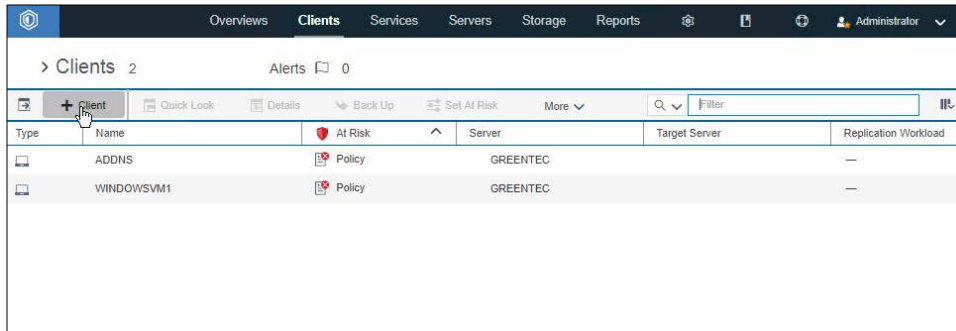 Overviews Clients Services Servers Storage Reports Administrator
> Clients 2 Alerts 0
+ Client Quick Look Details Back Up Set At Risk More Filter
Type Name At Risk Server Target Server Replication Workload
ADDNS Policy GREENTEC —
WINDOWSVM1 Policy GREENTEC —